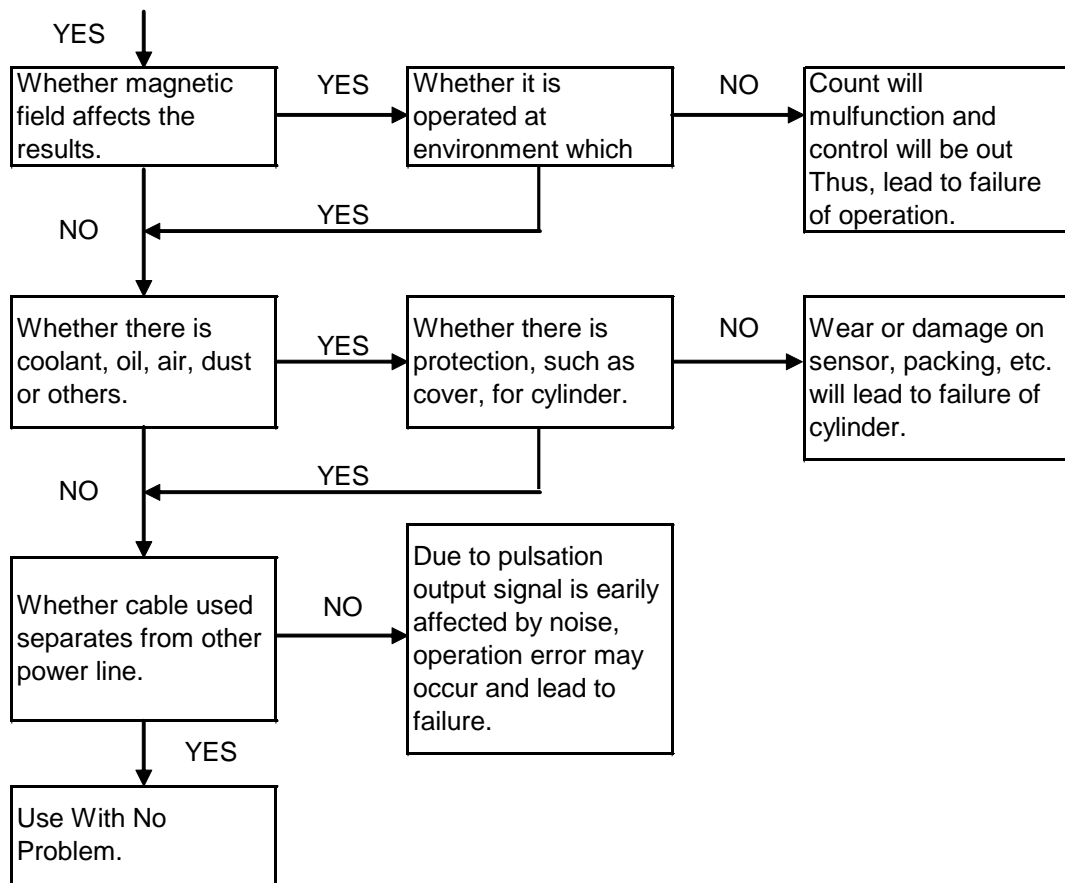 YES
Whether magnetic
field affects the
results.
YES
Whether it is
operated at
environment which
NO
Count will
mulfunction and
control will be out
Thus, lead to failure
of operation.
NO
YES
Whether there is
coolant, oil, air, dust
or others.
YES
Whether there is
protection, such as
cover, for cylinder.
NO
Wear or damage on
sensor, packing, etc.
will lead to failure of
cylinder.
NO
YES
Whether cable used
separates from other
power line.
NO
Due to pulsation
output signal is earily
affected by noise,
operation error may
occur and lead to
failure.
YES
Use With No
Problem.